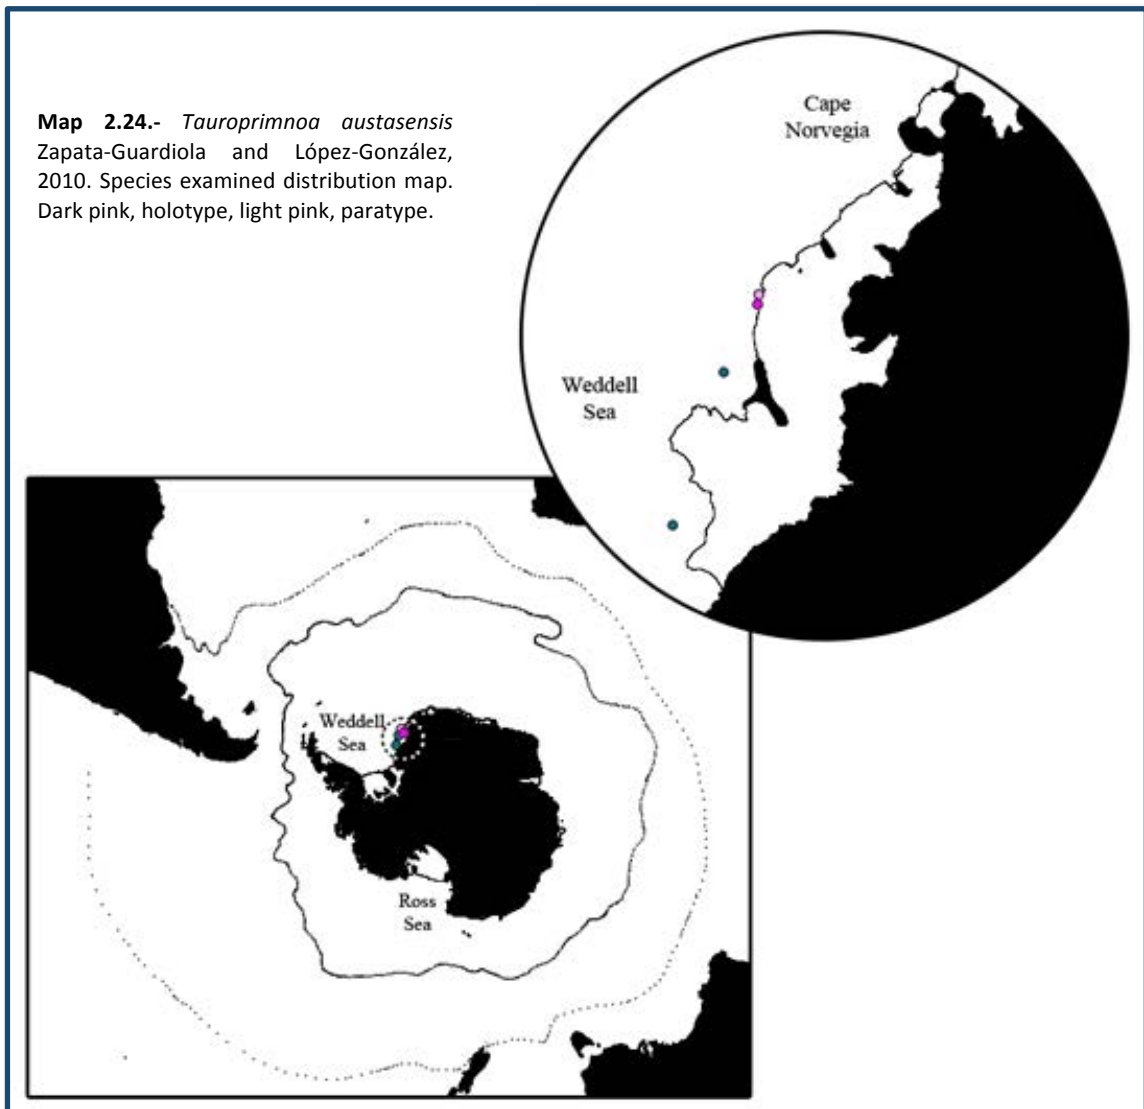 Map 2.24.- Tauroprimnoa austasensis
Zapata-Guardiola and López-González,
2010. Species examined distribution map.
Dark pink, holotype, light pink, paratype.
Cape
Norvegia
Weddell
Sea
Weddell
Sea
Ross
Sea